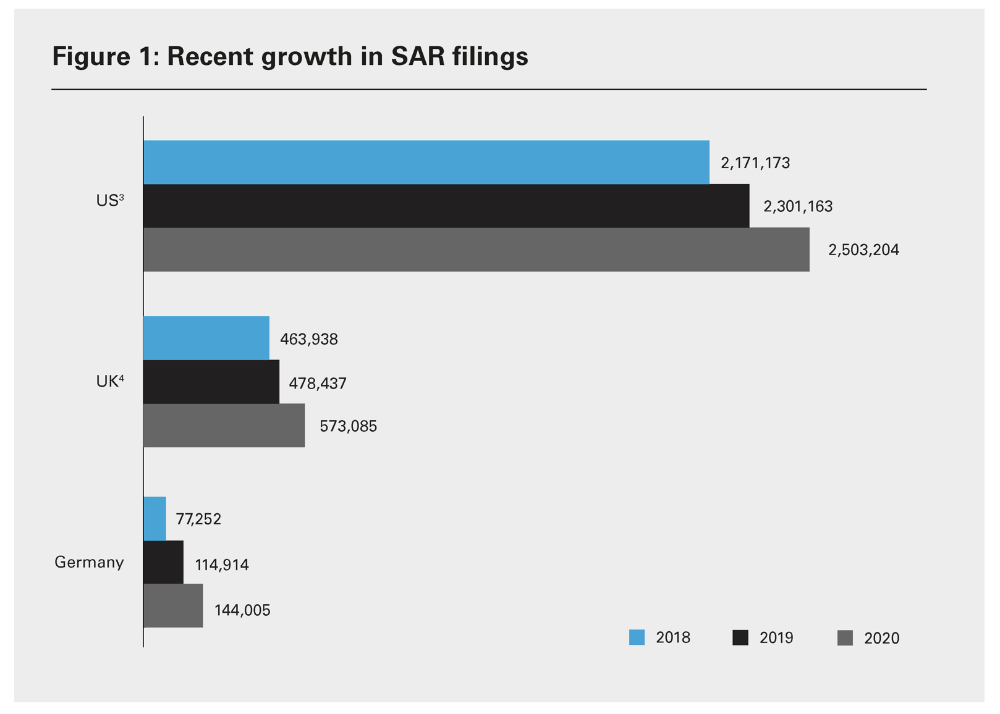 Figure 1: Recent growth in SAR filings
US³
2,171,173
2,301,163
2,503,204
UK⁴
463,938
478,437
573,085
Germany
77,252
114,914
144,005
2018 2019 2020